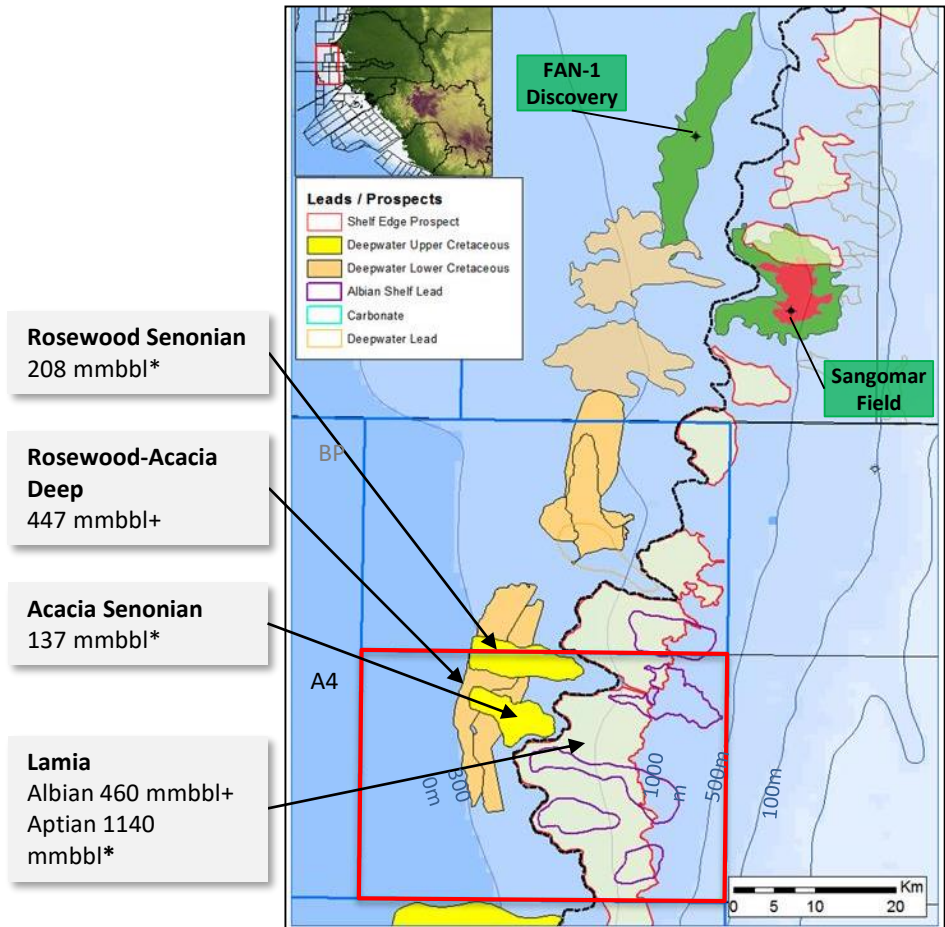 FAN-1
Discovery
Leads / Prospects
Shelf Edge Prospect
Deepwater Upper Cretaceous
Deepwater Lower Cretaceous
Albian Shelf Lead
Carbonate
Deepwater Lead
Sangomar
Field
Rosewood Senonian
208 mmbbl*
Rosewood-Acacia
Deep
447 mmbbl+
Acacia Senonian
137 mmbbl*
Lamia
Albian 460 mmbbl+
Aptian 1140
mmbbl*
BP
A4
300
0m
1000
m
500m
100m
Km
0 5 10 20